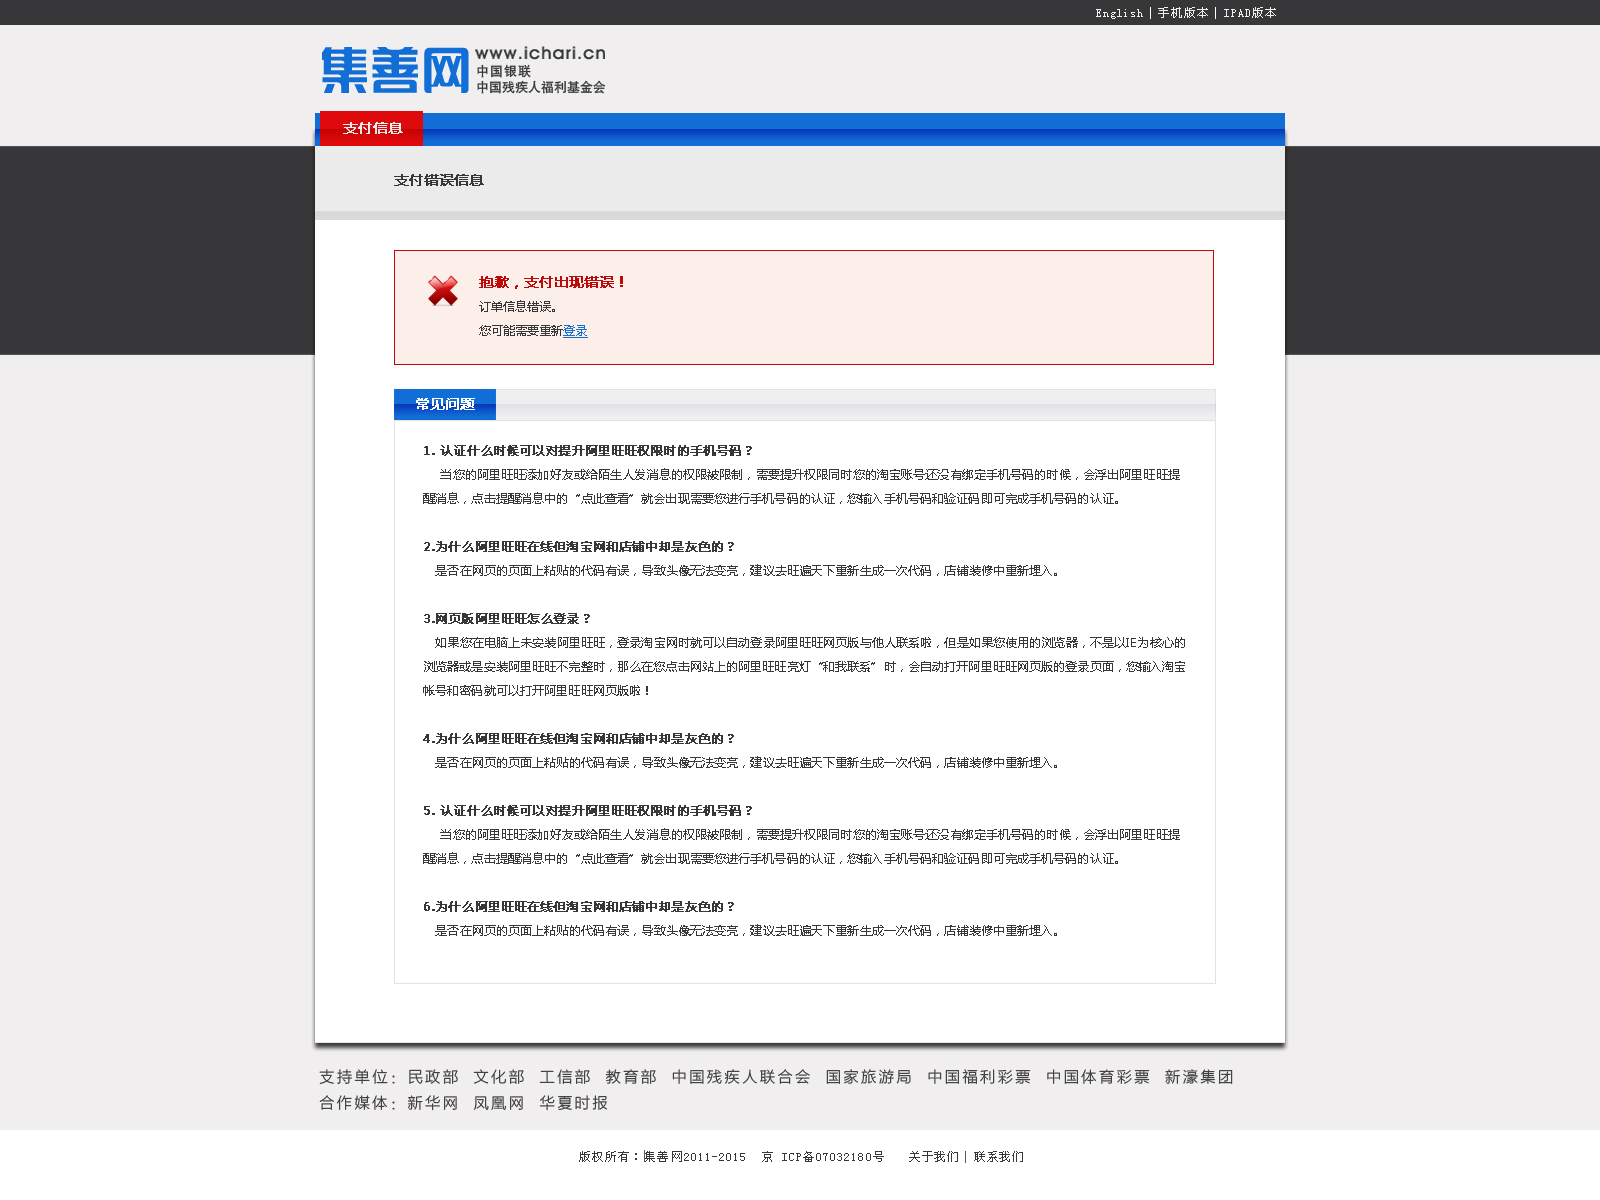 English | 手机版本 | IPAD版本
集善网 www.ichari.cn
中国银联
中国残疾人福利基金会
支付信息
支付错误信息
抱歉，支付出现错误！
订单信息错误。
您可能需要重新登录
常见问题
1. 认证什么时候可以对提升阿里旺旺权限时的手机号码？
当您的阿里旺旺添加好友或给陌生人发消息的权限被限制，需要提升权限同时您的淘宝账号还没有绑定手机号码的时候，会浮出阿里旺旺提
醒消息，点击提醒消息中的“点此查看”就会出现需要您进行手机号码的认证，您输入手机号码和验证码即可完成手机号码的认证。
2.为什么阿里旺旺在线但淘宝网和店铺中却是灰色的？
是否在网页的页面上粘贴的代码有误，导致头像无法变亮，建议去旺遍天下重新生成一次代码，店铺装修中重新埋入。
3.网页版阿里旺旺怎么登录？
如果您在电脑上未安装阿里旺旺，登录淘宝网时就可以自动登录阿里旺旺网页版与他人联系啦，但是如果您使用的浏览器，不是以IE为核心的
浏览器或是安装阿里旺旺不完整时，那么在您点击网站上的阿里旺旺亮灯“和我联系”时，会自动打开阿里旺旺网页版的登录页面，您输入淘宝
帐号和密码就可以打开阿里旺旺网页版啦！
4.为什么阿里旺旺在线但淘宝网和店铺中却是灰色的？
是否在网页的页面上粘贴的代码有误，导致头像无法变亮，建议去旺遍天下重新生成一次代码，店铺装修中重新埋入。
5. 认证什么时候可以对提升阿里旺旺权限时的手机号码？
当您的阿里旺旺添加好友或给陌生人发消息的权限被限制，需要提升权限同时您的淘宝账号还没有绑定手机号码的时候，会浮出阿里旺旺提
醒消息，点击提醒消息中的“点此查看”就会出现需要您进行手机号码的认证，您输入手机号码和验证码即可完成手机号码的认证。
6.为什么阿里旺旺在线但淘宝网和店铺中却是灰色的？
是否在网页的页面上粘贴的代码有误，导致头像无法变亮，建议去旺遍天下重新生成一次代码，店铺装修中重新埋入。
支持单位：民政部 文化部 工信部 教育部 中国残疾人联合会 国家旅游局 中国福利彩票 中国体育彩票 新濠集团
合作媒体：新华网 凤凰网 华夏时报
版权所有：集善网2011-2015 京 ICP备07032180号 关于我们 | 联系我们